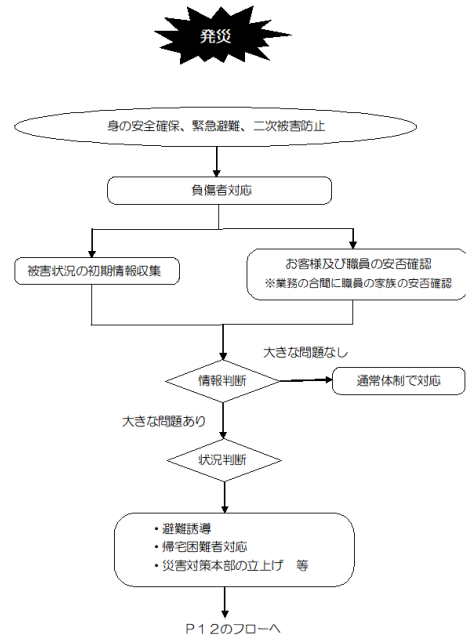 発災
身の安全確保、緊急避難、二次被害防止
負傷者対応
被害状況の初期情報収集
お客様及び職員の安否確認
※業務の合間に職員の家族の安否確認
大きな問題なし
情報判断
通常体制で対応
大きな問題あり
状況判断
・避難誘導
・帰宅困難者対応
・災害対策本部の立上げ　等
P12のフローへ